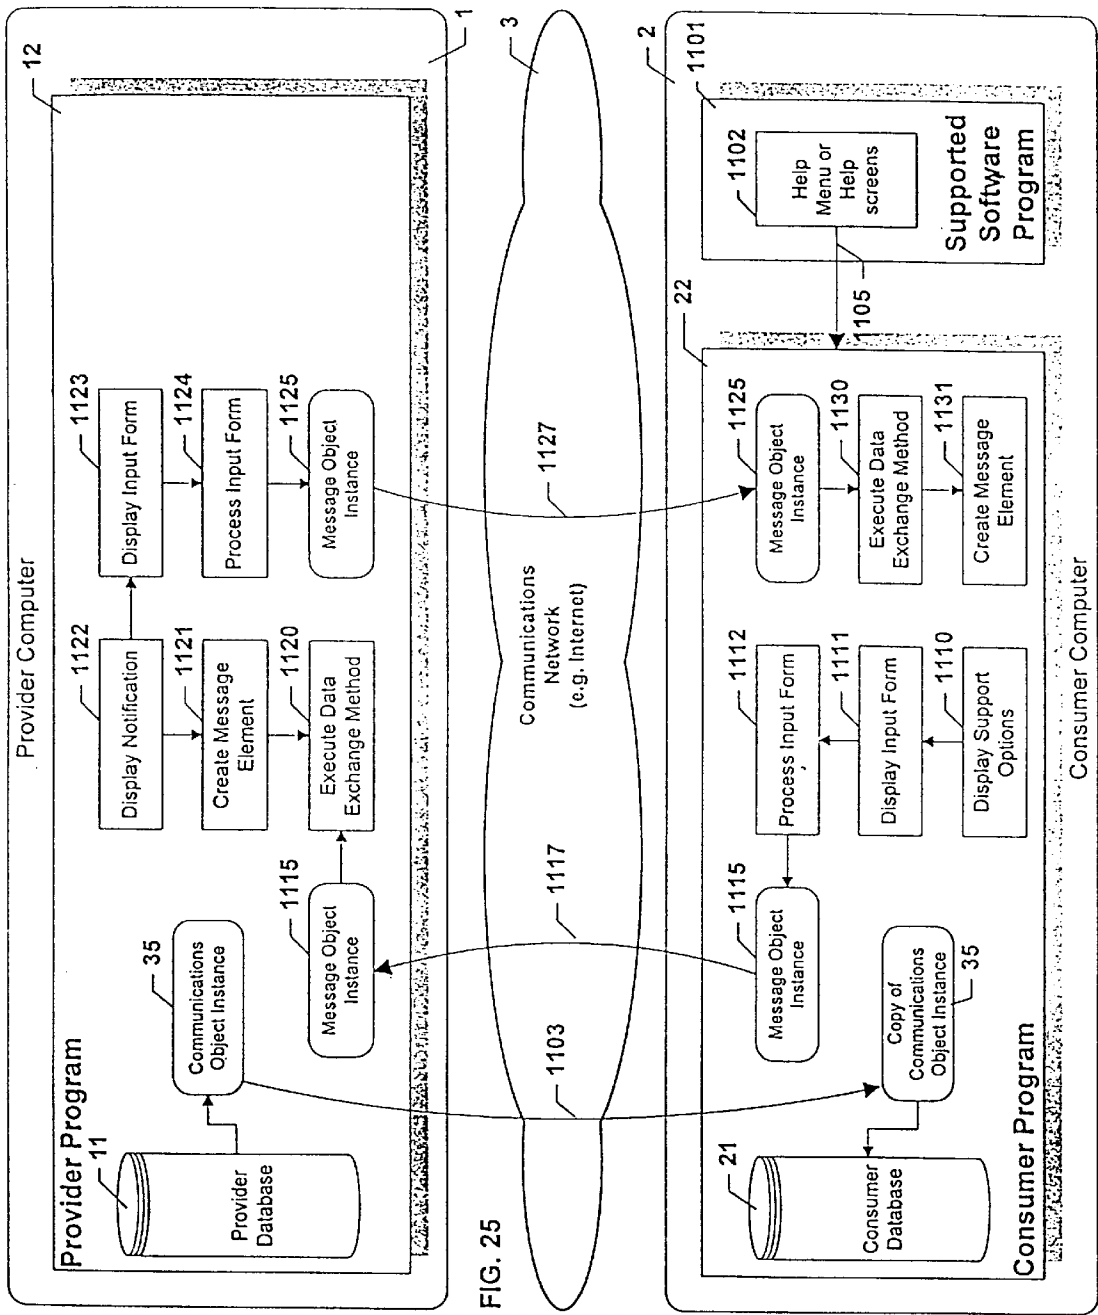 Provider Computer
1
12
Provider Program
11
Provider
Database
35
Communications
Object Instance
1115
Message Object
Instance
1122
Display Notification
1121
Create Message
Element
1120
Execute Data
Exchange Method
1123
Display Input Form
1124
Process Input Form
1125
Message Object
Instance
FIG. 25
3
Communications
Network
(e.g. Internet)
1103
1117
1127
2
22
1101
1102
Help
Menu or
Help
screens
1105
Supported
Software
Program
1115
Message Object
Instance
1112
Process Input Form
1111
Display Input Form
1110
Display Support
Options
1125
Message Object
Instance
1130
Execute Data
Exchange Method
1131
Create Message
Element
21
Consumer
Database
Copy of
Communications
Object Instance
35
Consumer Program
Consumer Computer